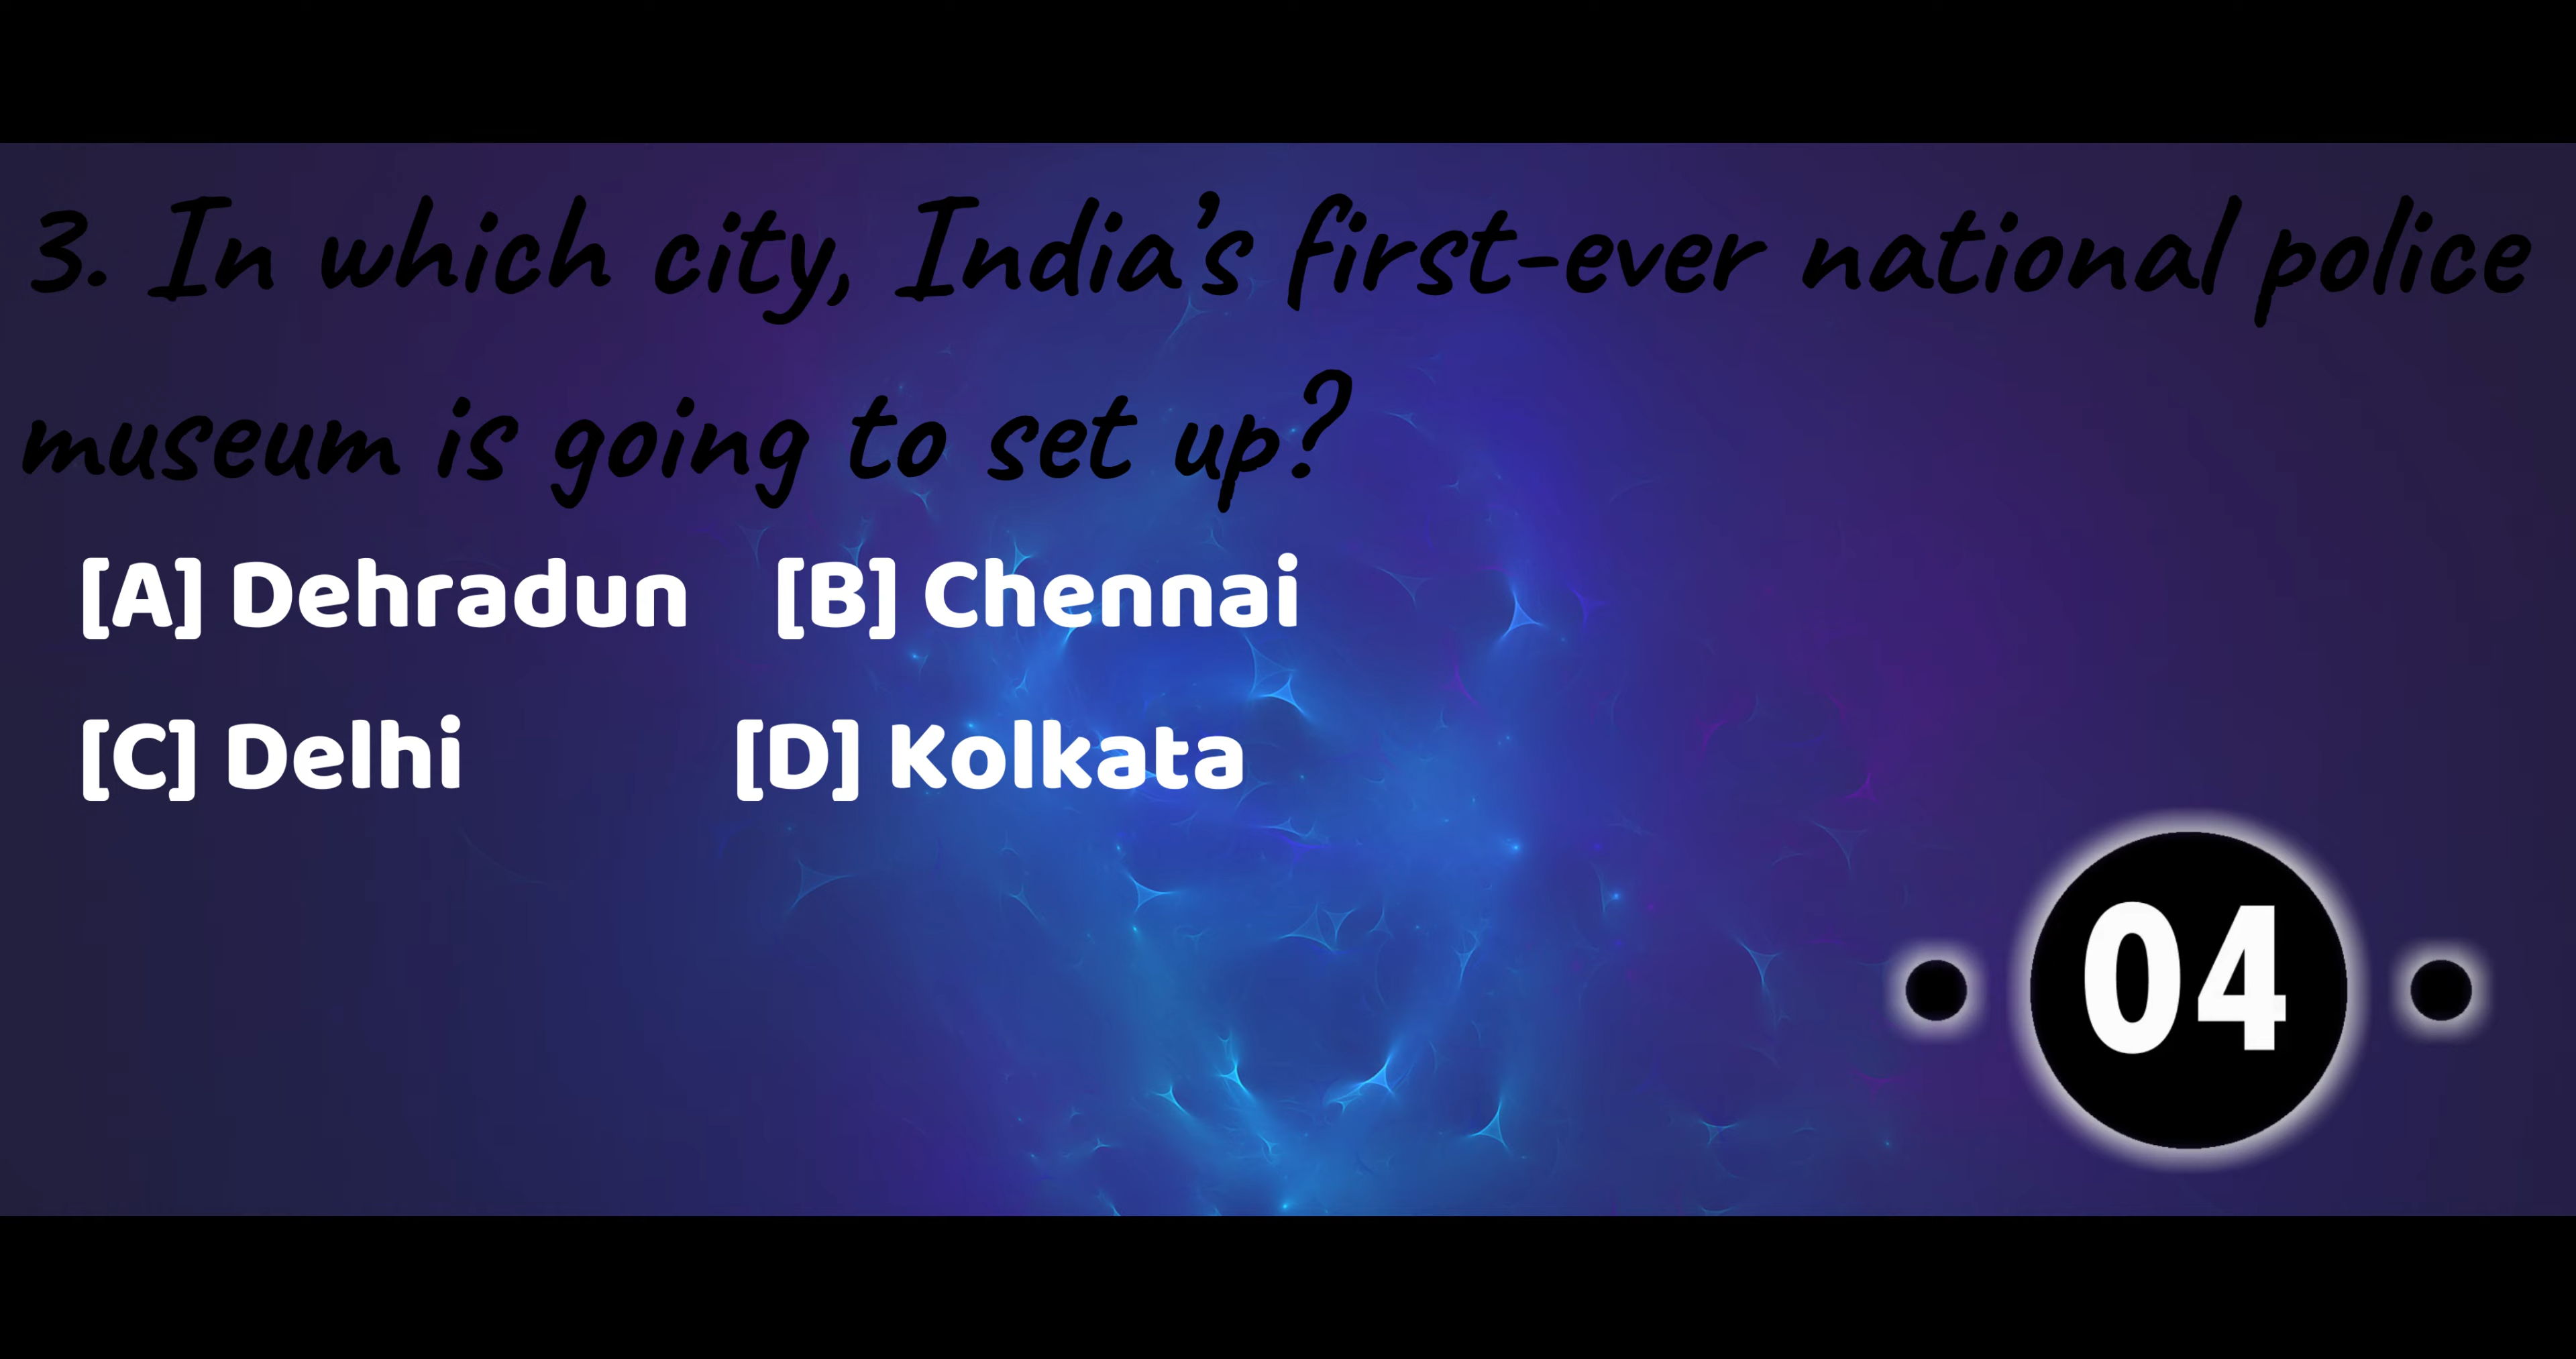 3. In which city, India’s first-ever national police
museum is going to set up?
[A] Dehradun [B] Chennai
[C] Delhi [D] Kolkata
04